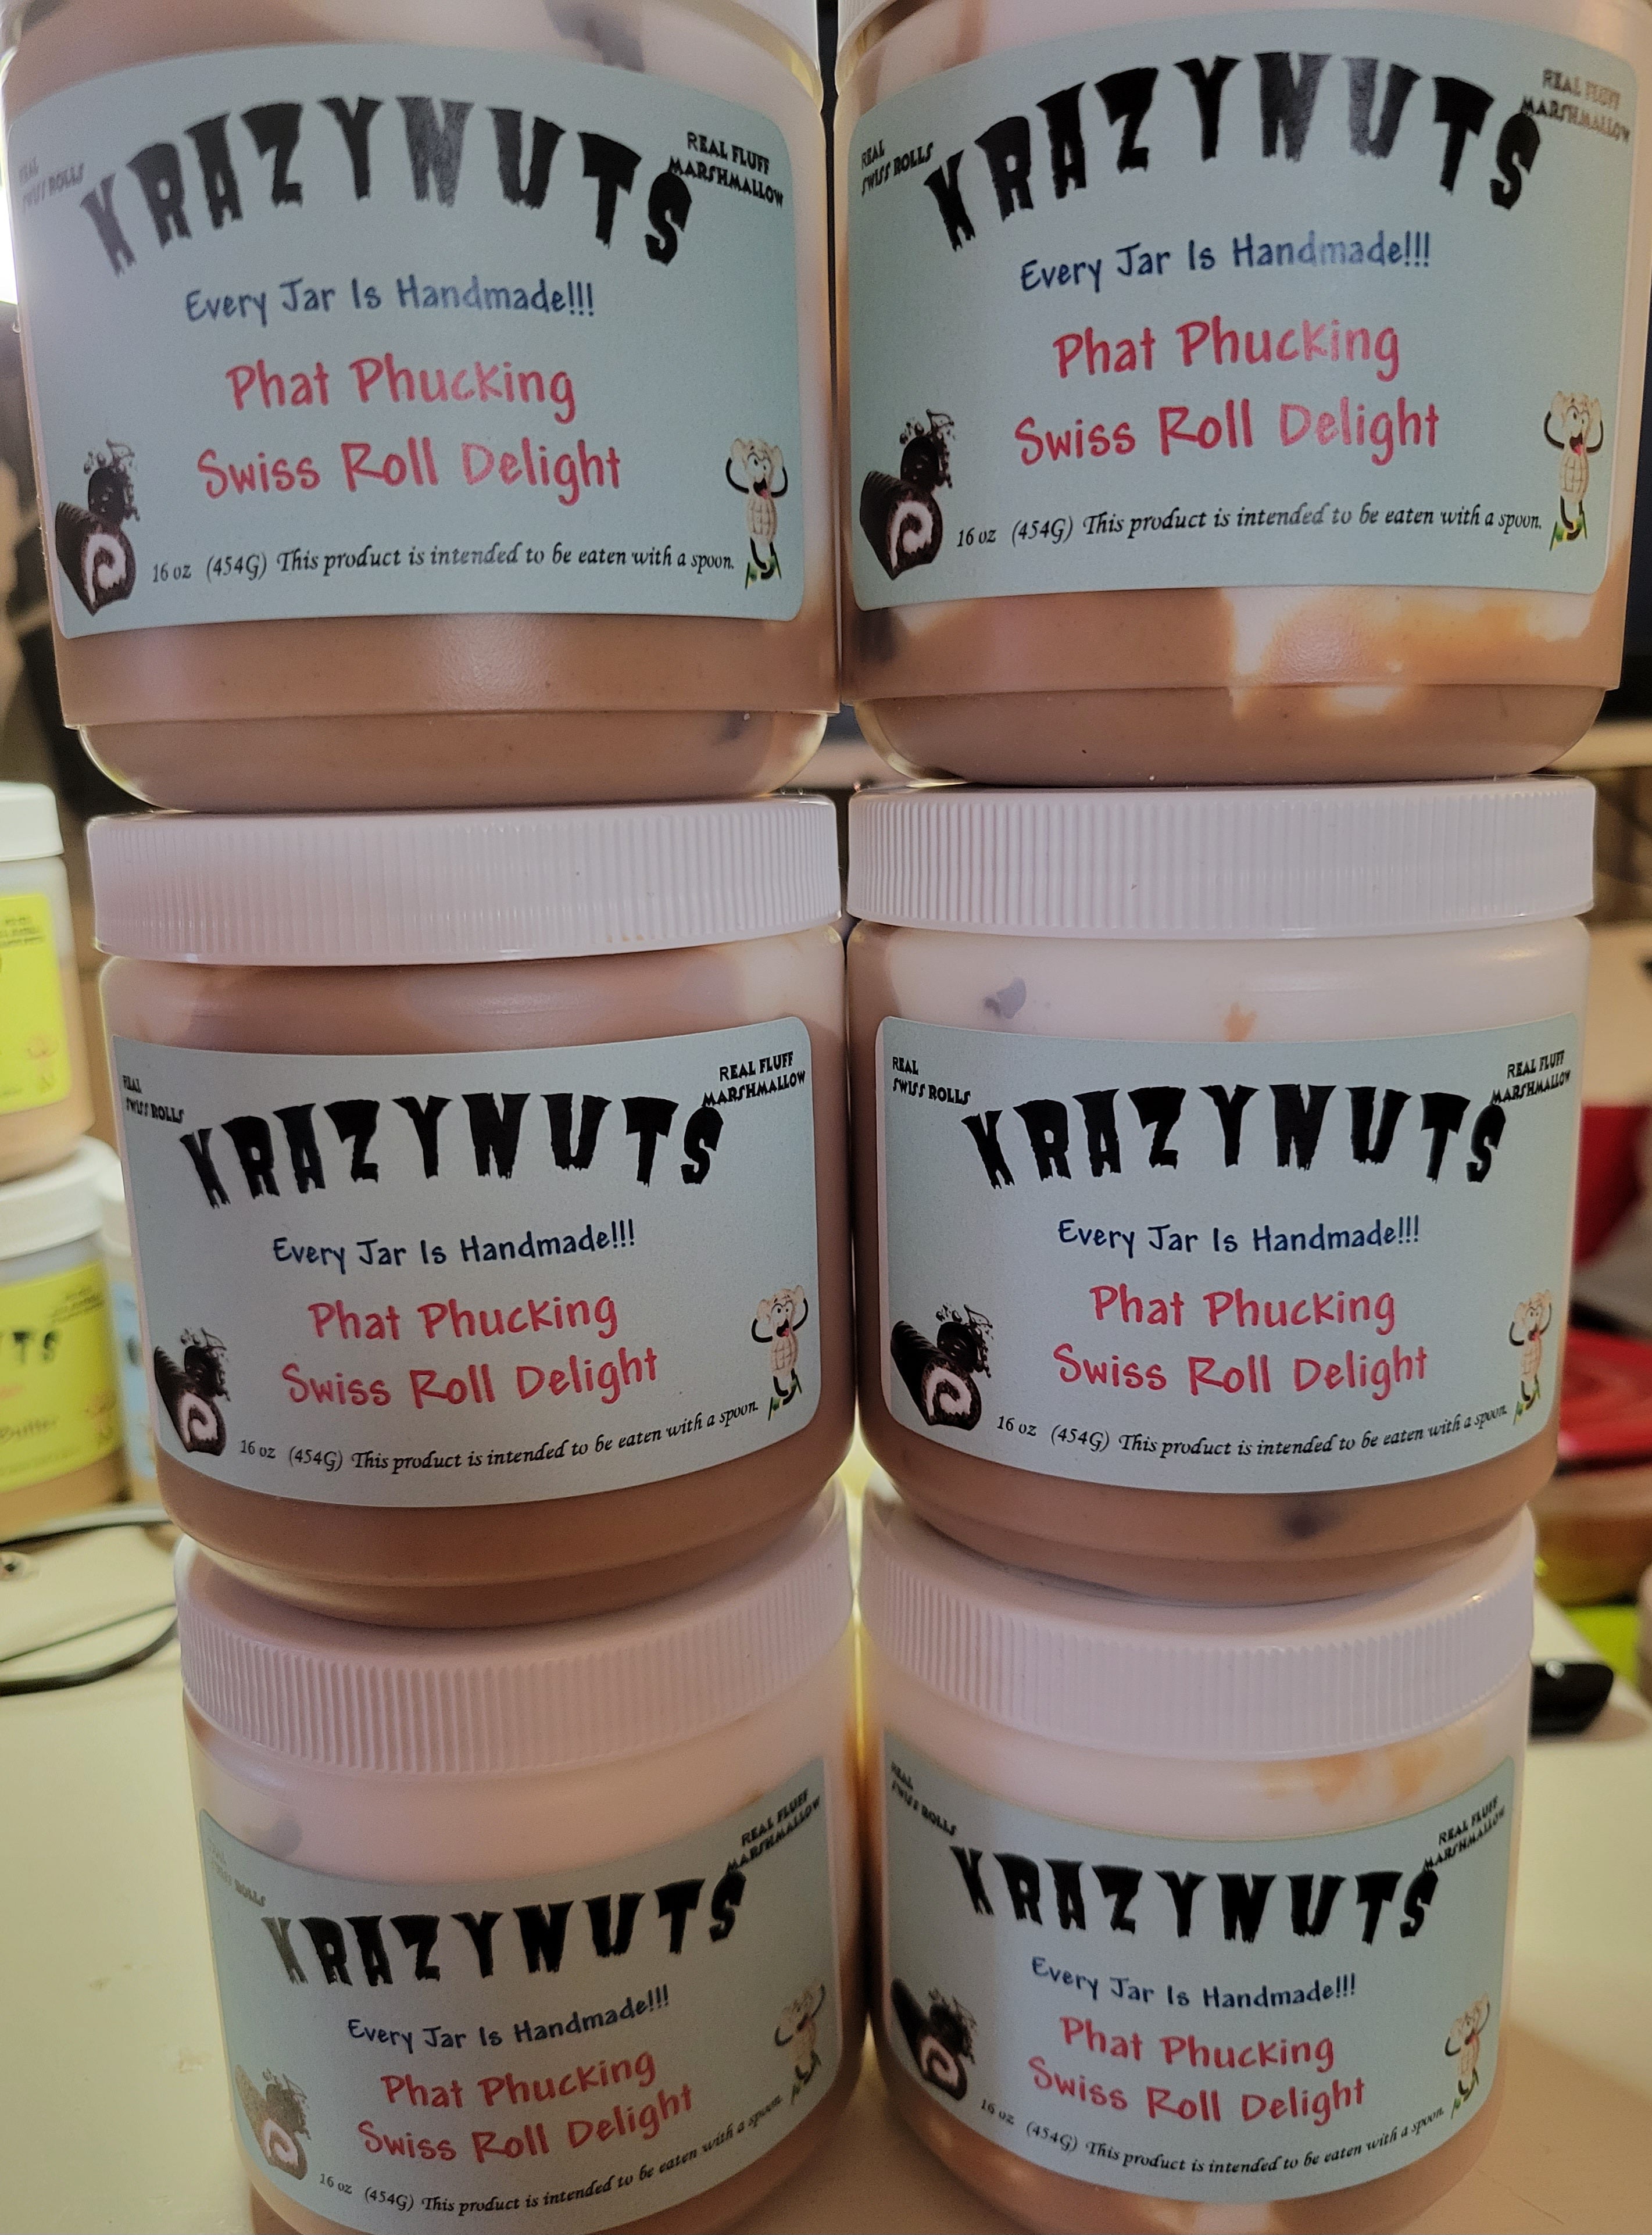 REAL
SWISS ROLLS
REAL FLUFF
MARSHMALLOW
KRAZYNUTS
Every Jar Is Handmade!!!
Phat Phucking
Swiss Roll Delight
16 oz (454G) This product is intended to be eaten with a spoon.
REAL
SWISS ROLLS
REAL FLUFF
MARSHMALLOW
KRAZYNUTS
Every Jar Is Handmade!!!
Phat Phucking
Swiss Roll Delight
16 oz (454G) This product is intended to be eaten with a spoon.
REAL
SWISS ROLLS
REAL FLUFF
MARSHMALLOW
KRAZYNUTS
Every Jar Is Handmade!!!
Phat Phucking
Swiss Roll Delight
16 oz (454G) This product is intended to be eaten with a spoon.
REAL
SWISS ROLLS
REAL FLUFF
MARSHMALLOW
KRAZYNUTS
Every Jar Is Handmade!!!
Phat Phucking
Swiss Roll Delight
16 oz (454G) This product is intended to be eaten with a spoon.
SWISS ROLLS
REAL FLUFF
MARSHMALLOW
KRAZYNUTS
Every Jar Is Handmade!!!
Phat Phucking
Swiss Roll Delight
16 oz (454G) This product is intended to be eaten with a spoon.
REAL
SWISS ROLLS
REAL FLUFF
MARSHMALLOW
KRAZYNUTS
Every Jar Is Handmade!!!
Phat Phucking
Swiss Roll Delight
16 oz (454G) This product is intended to be eaten with a spoon.
UTS
Butter